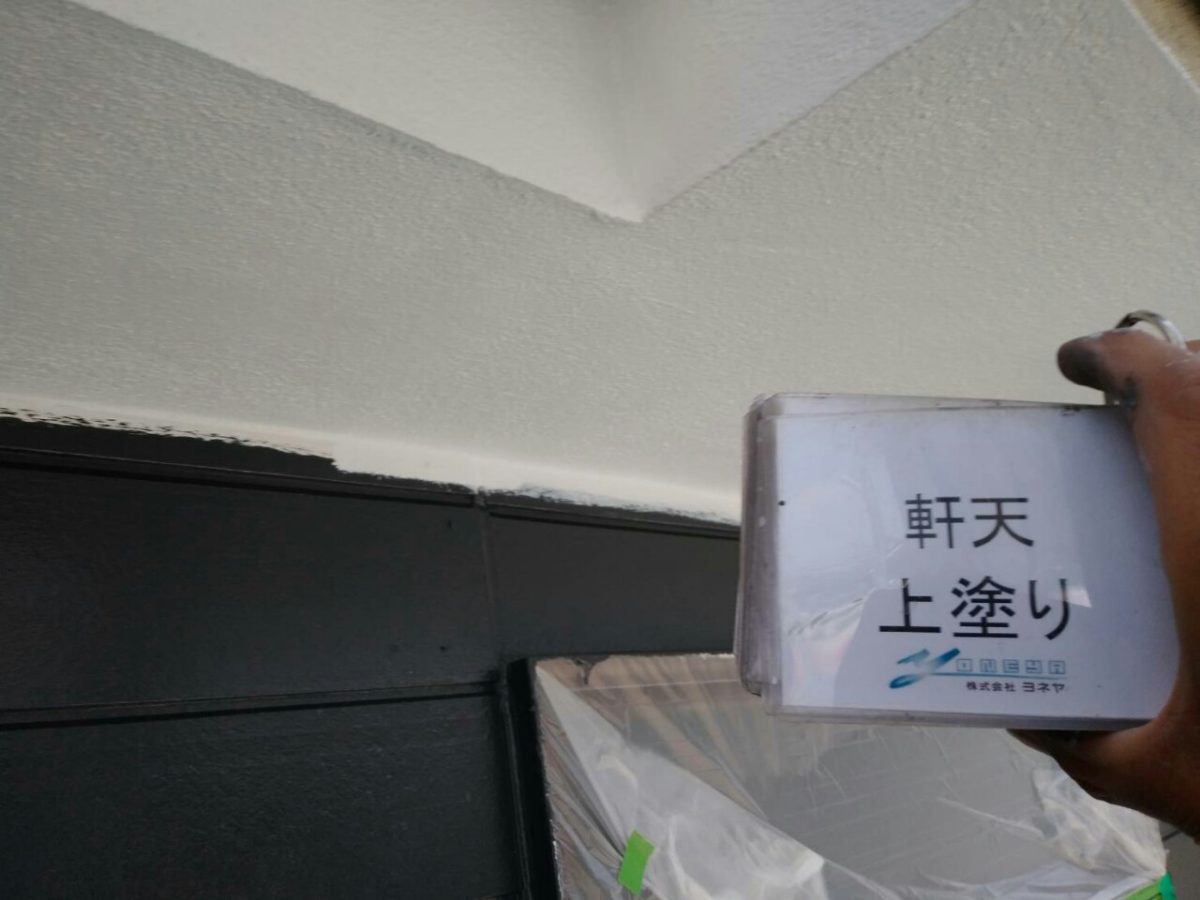 軒天
上塗り
株式会社 ヨネヤ